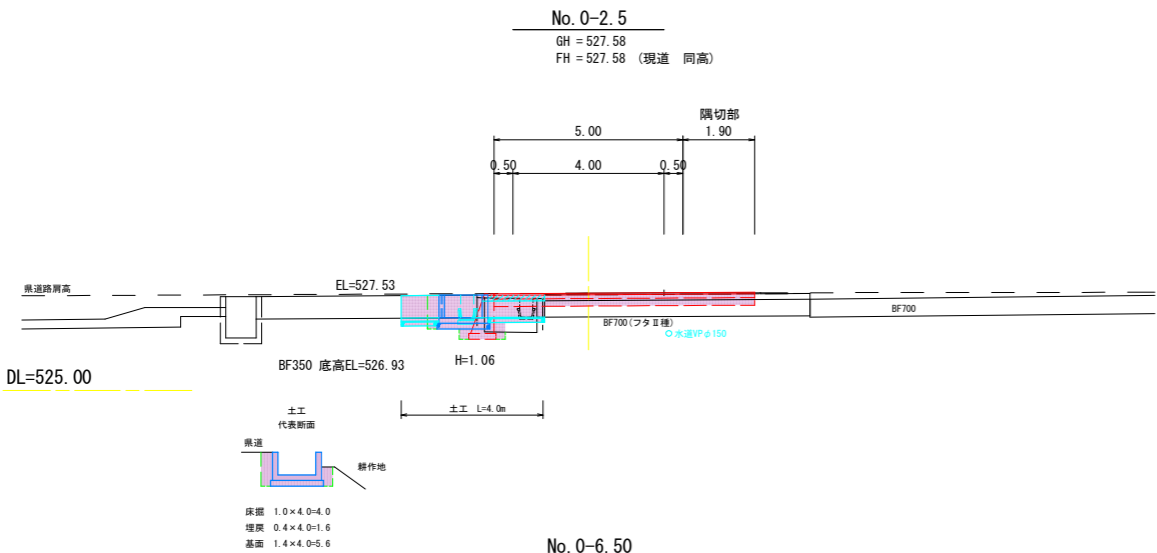 No. 0-2.5
GH = 527.58
FH = 527.58 (現道 同高)
隅切部
5.00
1.90
0.50
4.00
0.50
県道路肩高
EL=527.53
BF700
BF700(フタⅡ種)
水道VPφ150
BF350 底高EL=526.93
H=1.06
DL=525.00
土工 L=4.0m
土工
代表断面
県道
耕作地
床掘 1.0×4.0=4.0
埋戻 0.4×4.0=1.6
基面 1.4×4.0=5.6
No. 0-6.50